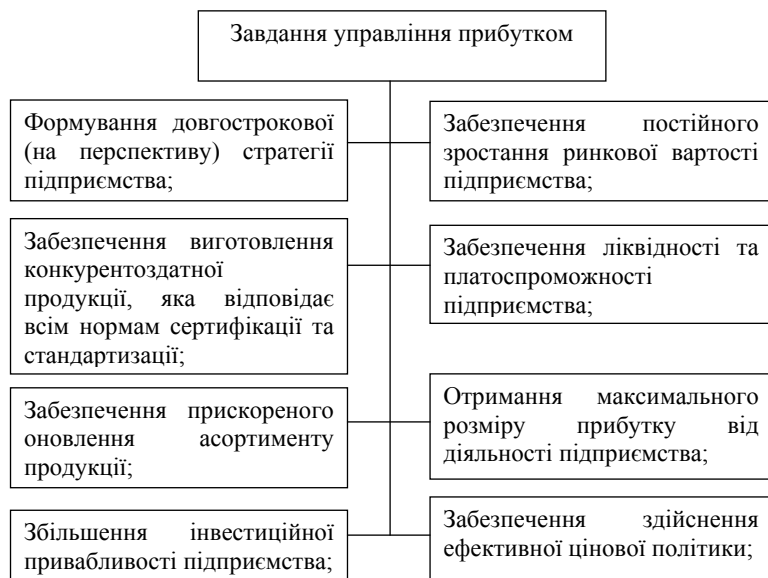 Завдання управління прибутком
Формування довгострокової
(на перспективу) стратегії
підприємства;
Забезпечення постійного
зростання ринкової вартості
підприємства;
Забезпечення виготовлення
конкурентоздатної
продукції, яка відповідає
всім нормам сертифікації та
стандартизації;
Забезпечення ліквідності та
платоспроможності
підприємства;
Забезпечення прискореного
оновлення асортименту
продукції;
Отримання максимального
розміру прибутку від
діяльності підприємства;
Збільшення інвестиційної
привабливості підприємства;
Забезпечення здійснення
ефективної цінової політики;